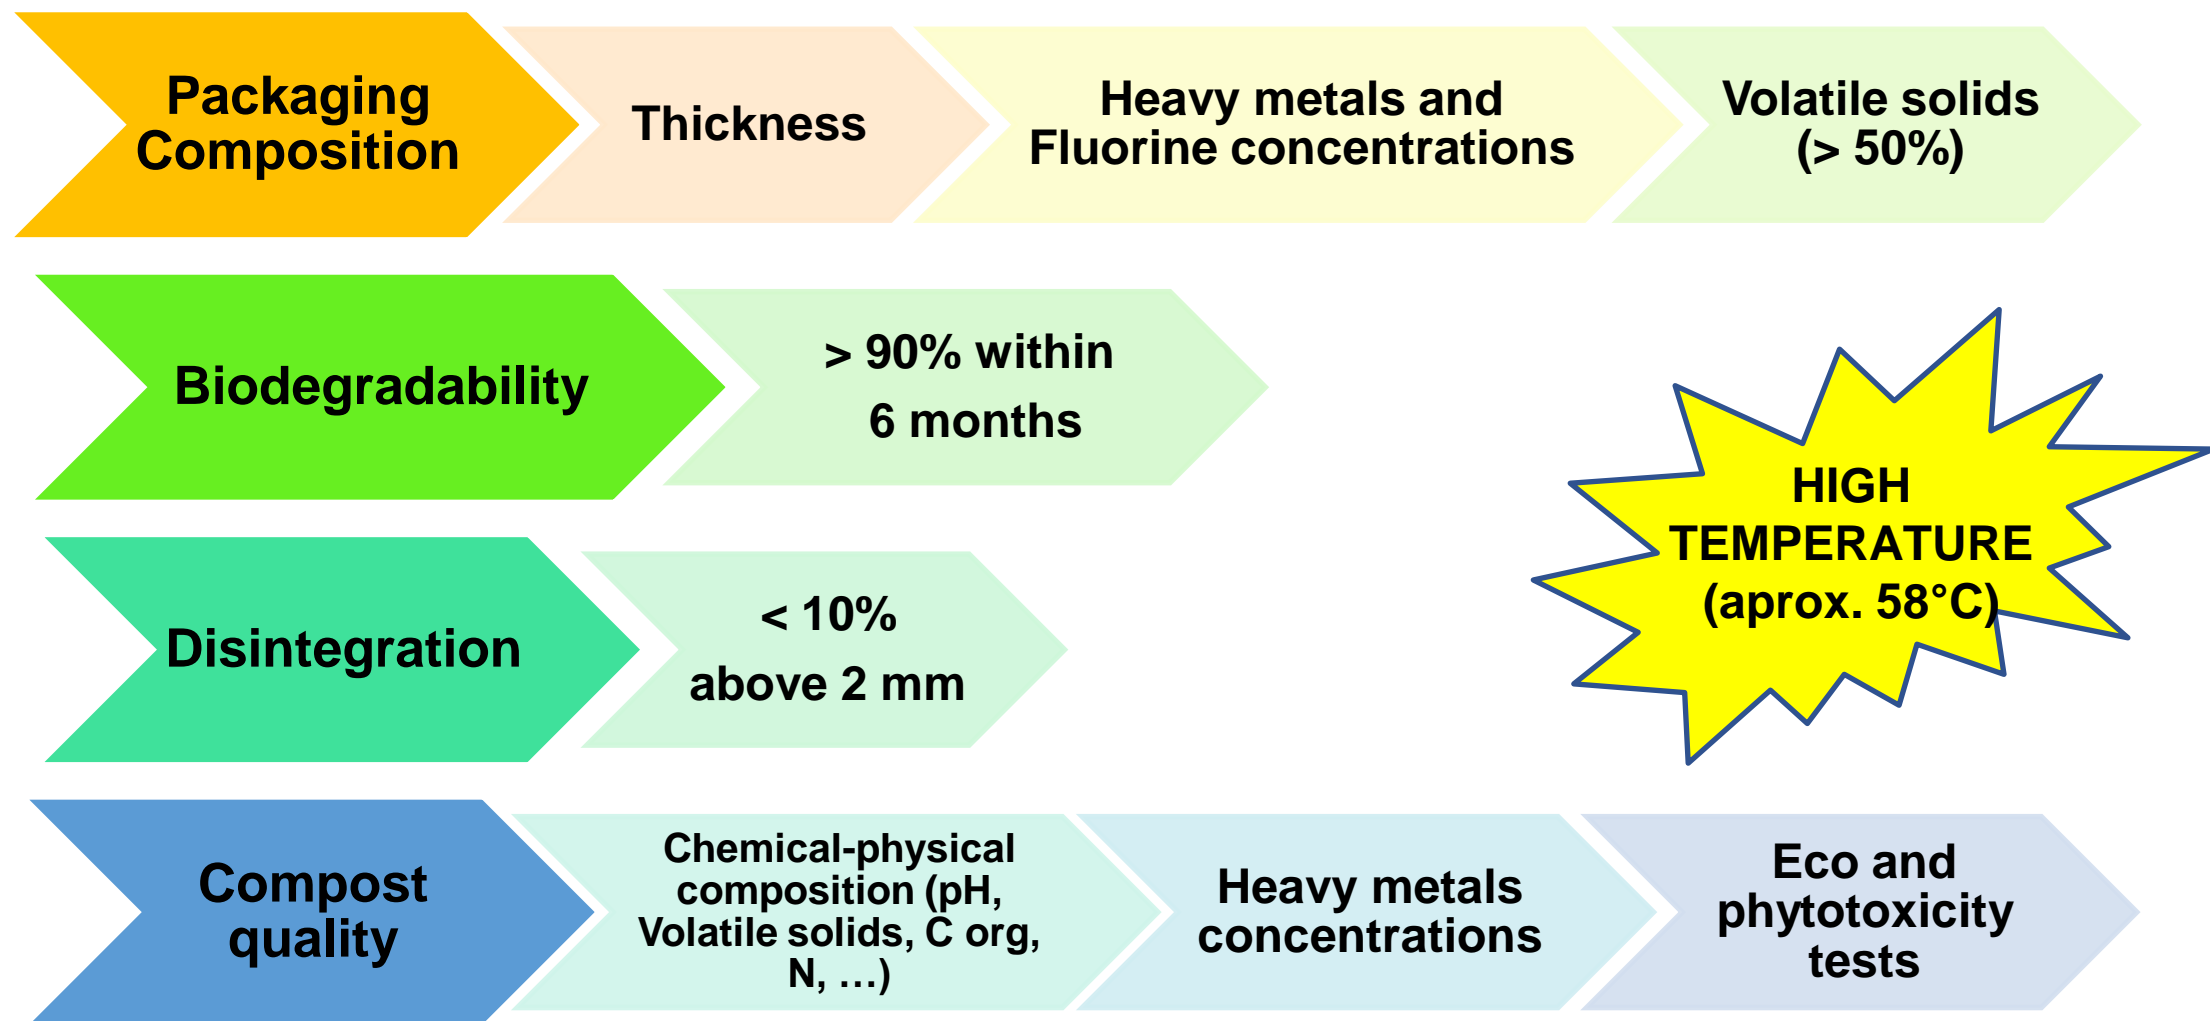 Packaging
Composition
Thickness
Heavy metals and
Fluorine concentrations
Volatile solids
(> 50%)
Biodegradability
> 90% within
6 months
HIGH
TEMPERATURE
(aprox. 58°C)
Disintegration
< 10%
above 2 mm
Compost
quality
Chemical-physical
composition (pH,
Volatile solids, C org,
N, …)
Heavy metals
concentrations
Eco and
phytotoxicity
tests